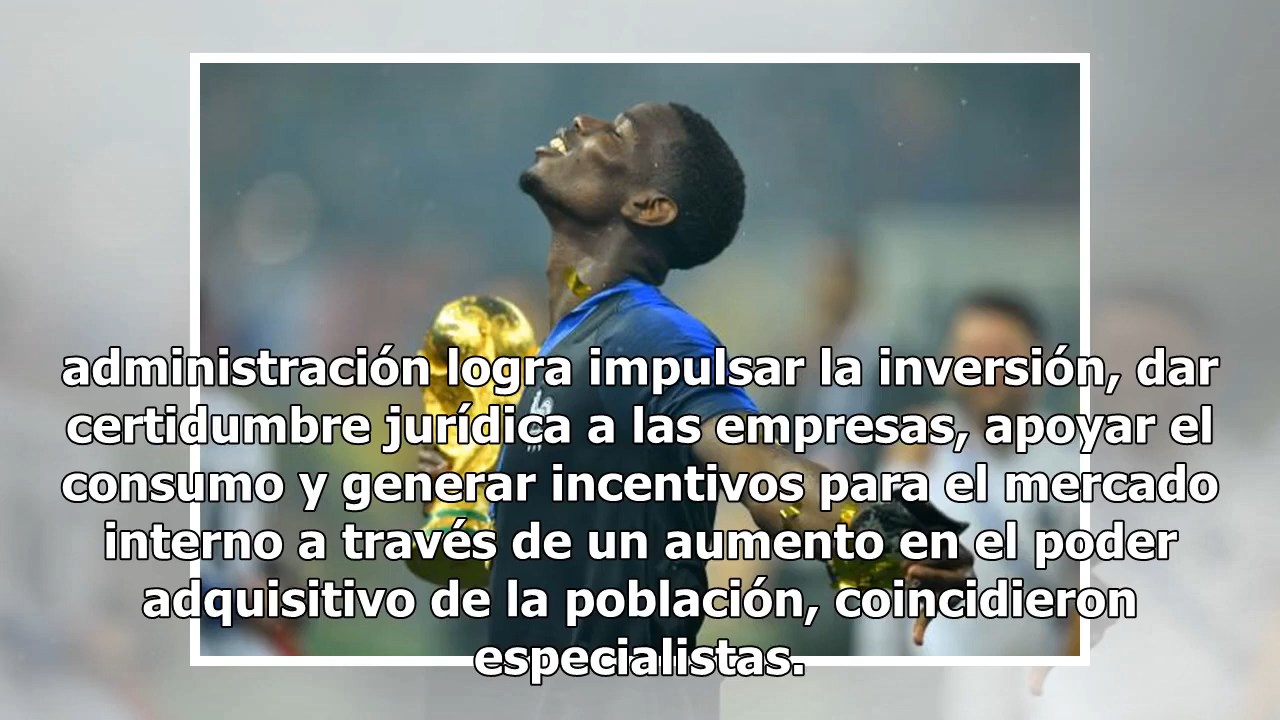 administración logra impulsar la inversión, dar
certidumbre jurídica a las empresas, apoyar el
consumo y generar incentivos para el mercado
interno a través de un aumento en el poder
adquisitivo de la población, coincidieron
especialistas.